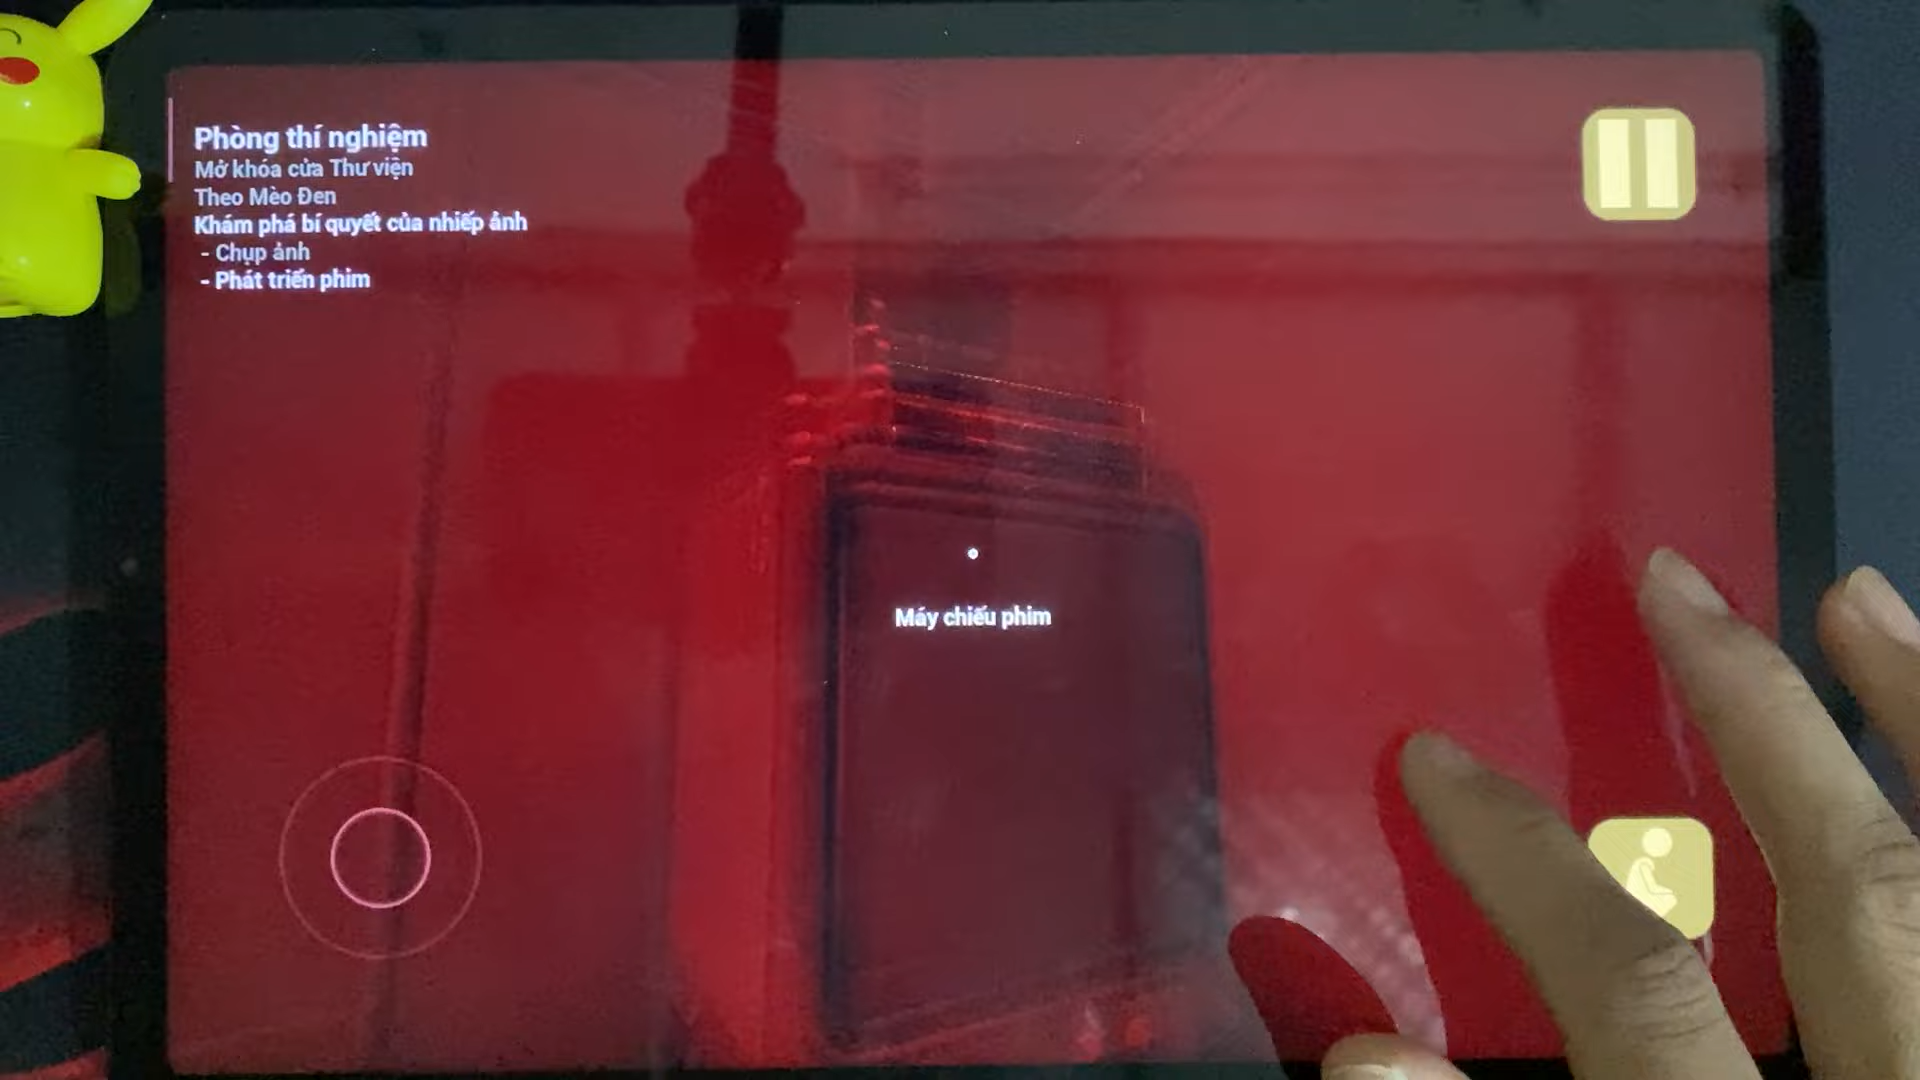 Phòng thí nghiệm
Mở khóa cửa Thư viện
Theo Mèo Đen
Khám phá bí quyết của nhiếp ảnh
- Chụp ảnh
- Phát triển phim
Máy chiếu phim